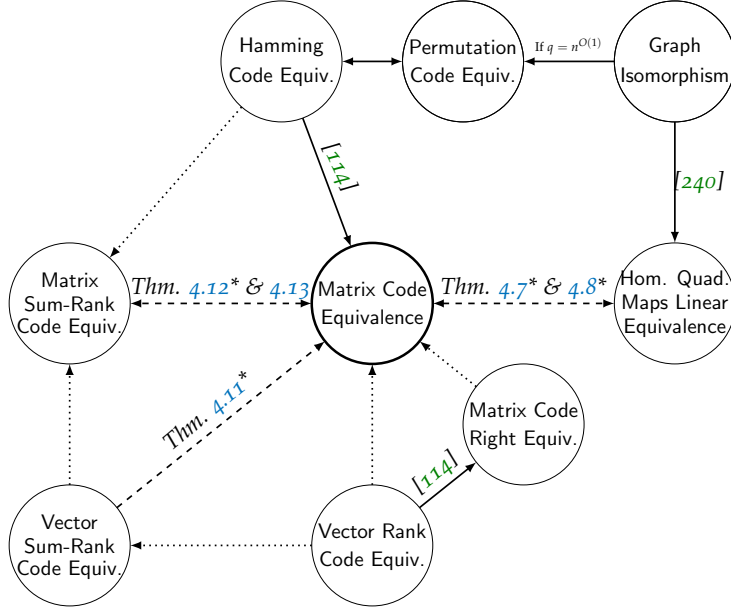 Hamming
Code Equiv.
Permutation
Code Equiv.
If q = n^{O(1)}
Graph
Isomorphism
[114]
[240]
Matrix
Sum-Rank
Code Equiv.
Thm. 4.12* & 4.13
Matrix Code
Equivalence
Thm. 4.7* & 4.8*
Hom. Quad.
Maps Linear
Equivalence
Thm. 4.11*
Matrix Code
Right Equiv.
[114]
Vector
Sum-Rank
Code Equiv.
Vector Rank
Code Equiv.